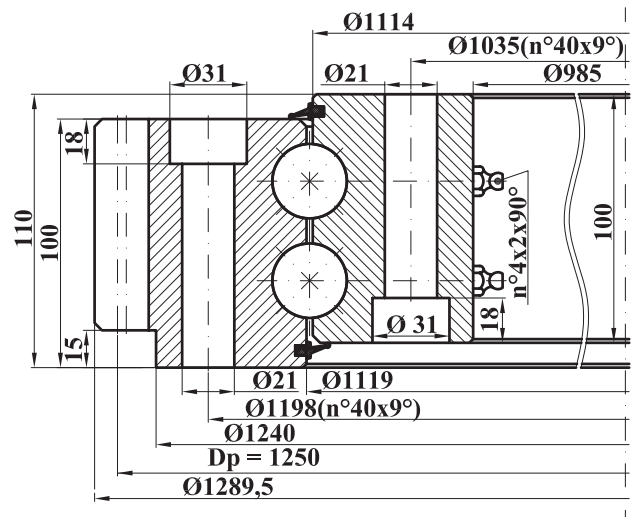 Ø1114
Ø1035(n°40x9°)
Ø31
Ø21
Ø985
18
110
100
15
n°4x2x90°
100
Ø 31
18
Ø21
Ø1119
Ø1198(n°40x9°)
Ø1240
Dp = 1250
Ø1289,5